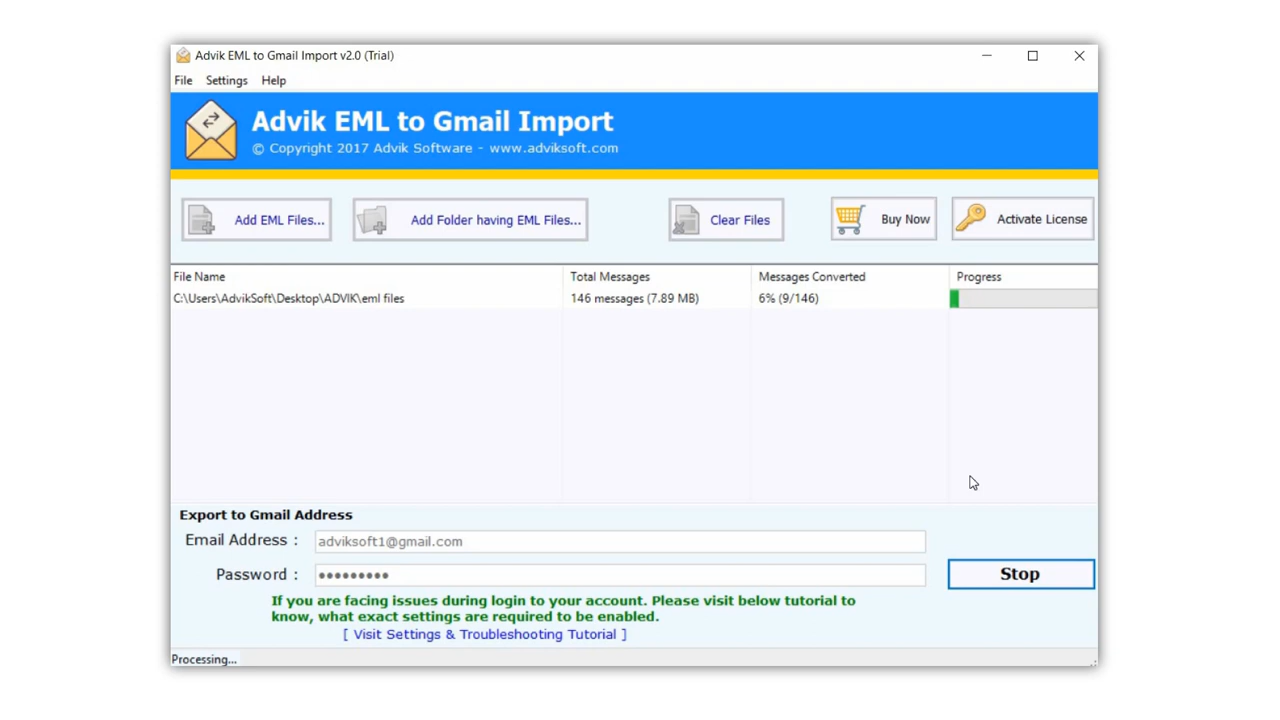 Advik EML to Gmail Import v2.0 (Trial)
File Settings Help
Advik EML to Gmail Import
© Copyright 2017 Advik Software - www.adviksoft.com
Add EML Files... Add Folder having EML Files... Clear Files Buy Now Activate License
File Name Total Messages Messages Converted Progress
C:\Users\AdvikSoft\Desktop\ADVIK\eml files 146 messages (7.89 MB) 6% (9/146)
Export to Gmail Address
Email Address : adviksoft1@gmail.com
Password : •••••••••
Stop
If you are facing issues during login to your account. Please visit below tutorial to
know, what exact settings are required to be enabled.
[ Visit Settings & Troubleshooting Tutorial ]
Processing...